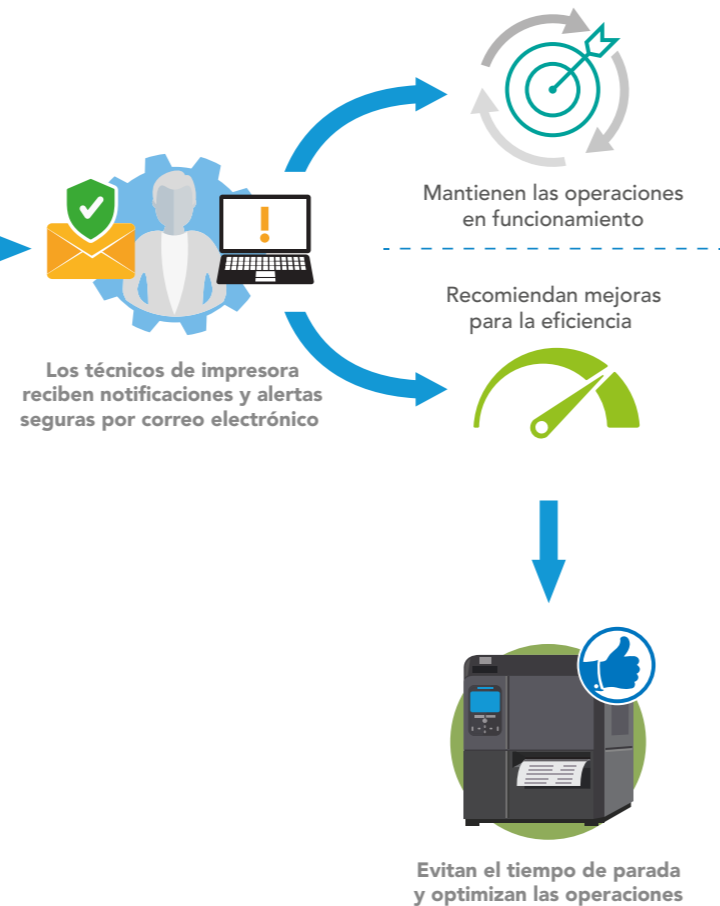 Los técnicos de impresora
reciben notificaciones y alertas
seguras por correo electrónico
Mantienen las operaciones
en funcionamiento
Recomiendan mejoras
para la eficiencia
Evitan el tiempo de parada
y optimizan las operaciones